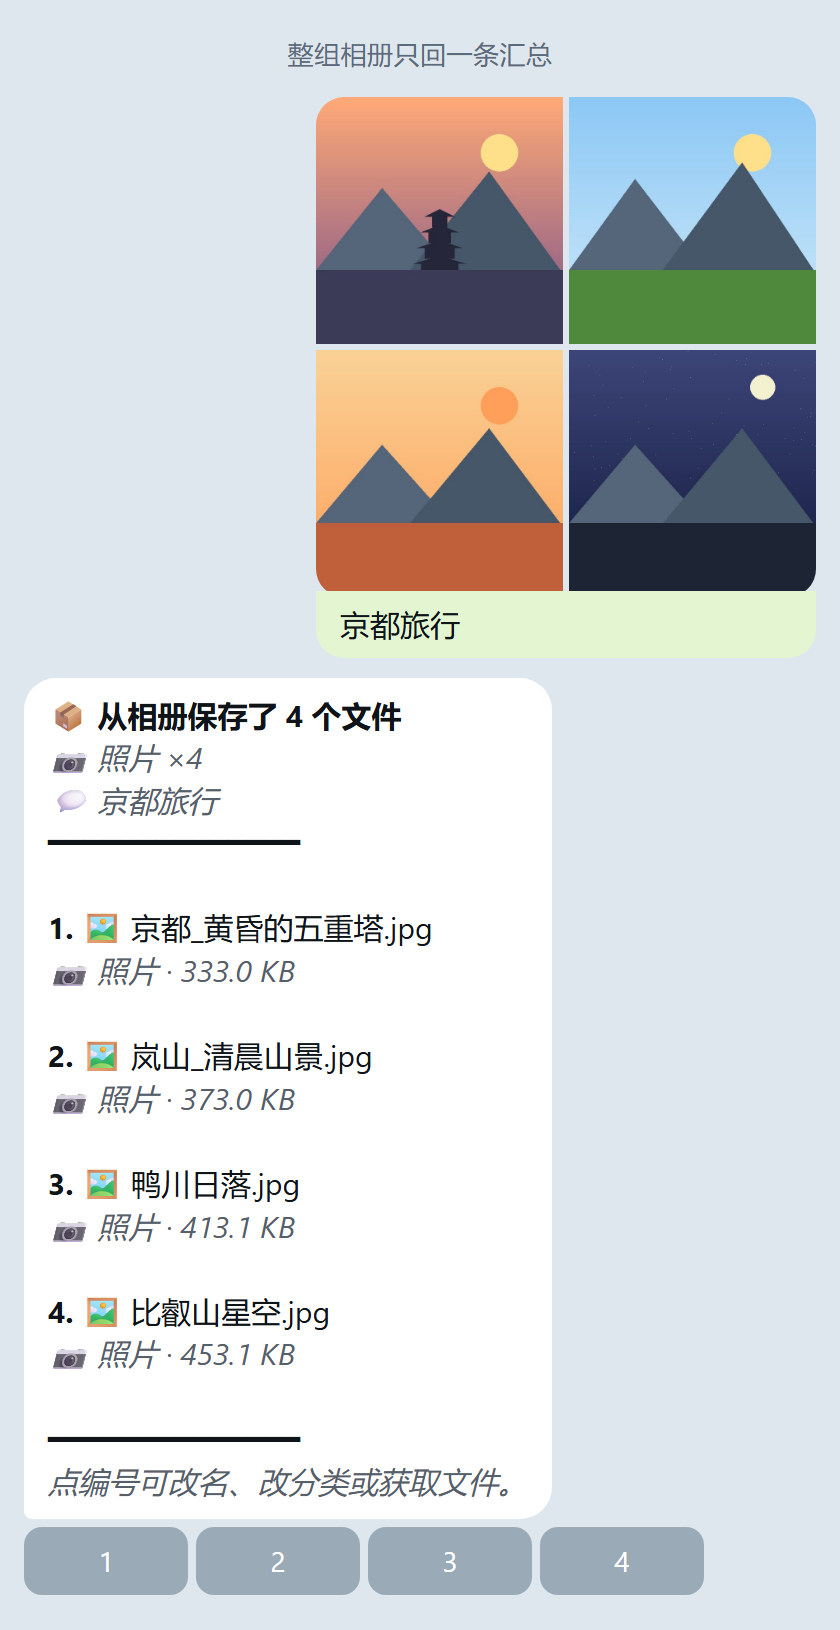 整组相册只回一条汇总
京都旅行
📦 从相册保存了 4 个文件
📷 照片 ×4
💬 京都旅行
1. 🖼️ 京都_黄昏的五重塔.jpg
📷 照片 · 333.0 KB
2. 🖼️ 岚山_清晨山景.jpg
📷 照片 · 373.0 KB
3. 🖼️ 鸭川日落.jpg
📷 照片 · 413.1 KB
4. 🖼️ 比叡山星空.jpg
📷 照片 · 453.1 KB
点编号可改名、改分类或获取文件。
1 2 3 4